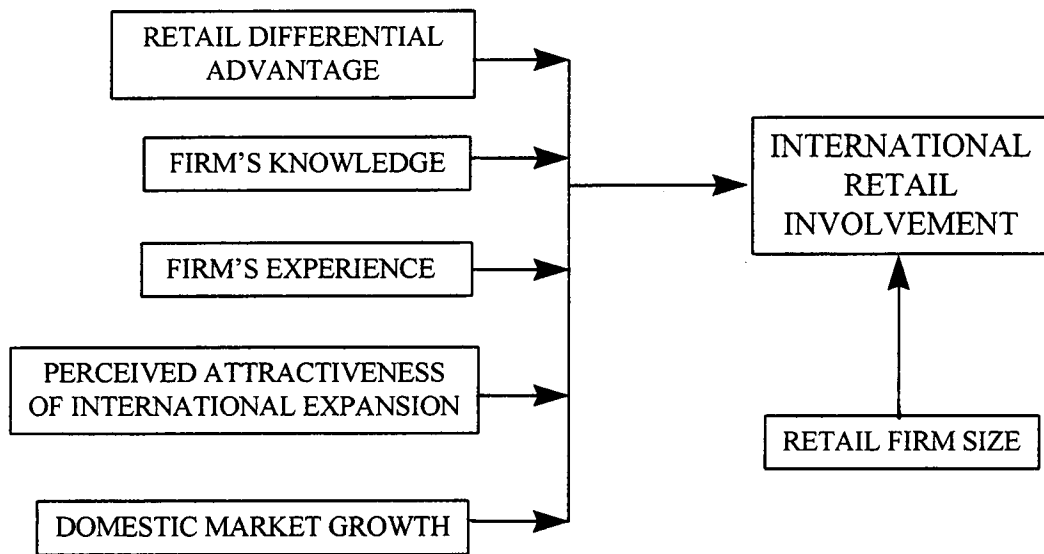 RETAIL DIFFERENTIAL
ADVANTAGE
FIRM'S KNOWLEDGE
FIRM'S EXPERIENCE
PERCEIVED ATTRACTIVENESS
OF INTERNATIONAL EXPANSION
DOMESTIC MARKET GROWTH
INTERNATIONAL
RETAIL
INVOLVEMENT
RETAIL FIRM SIZE